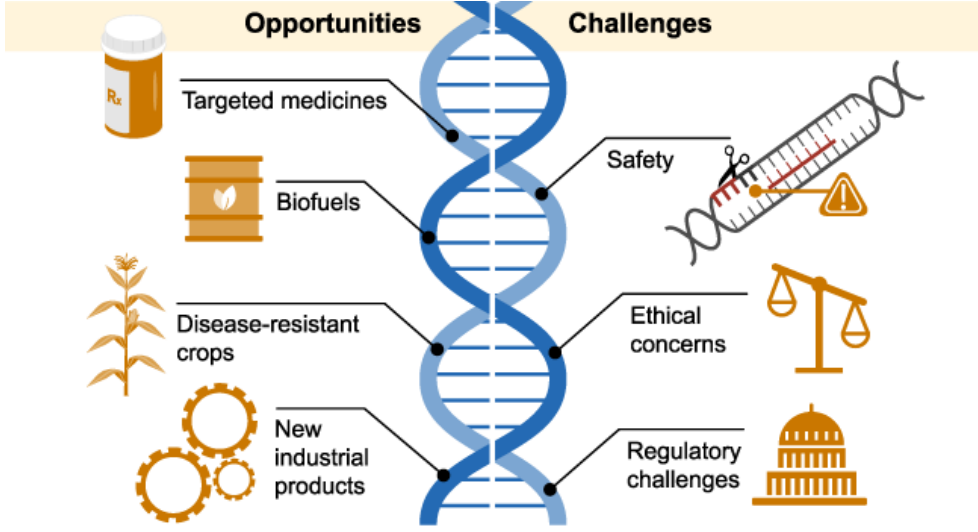 Opportunities
Challenges
Rx
Targeted medicines
Safety
Biofuels
Disease-resistant
crops
Ethical
concerns
New
industrial
products
Regulatory
challenges